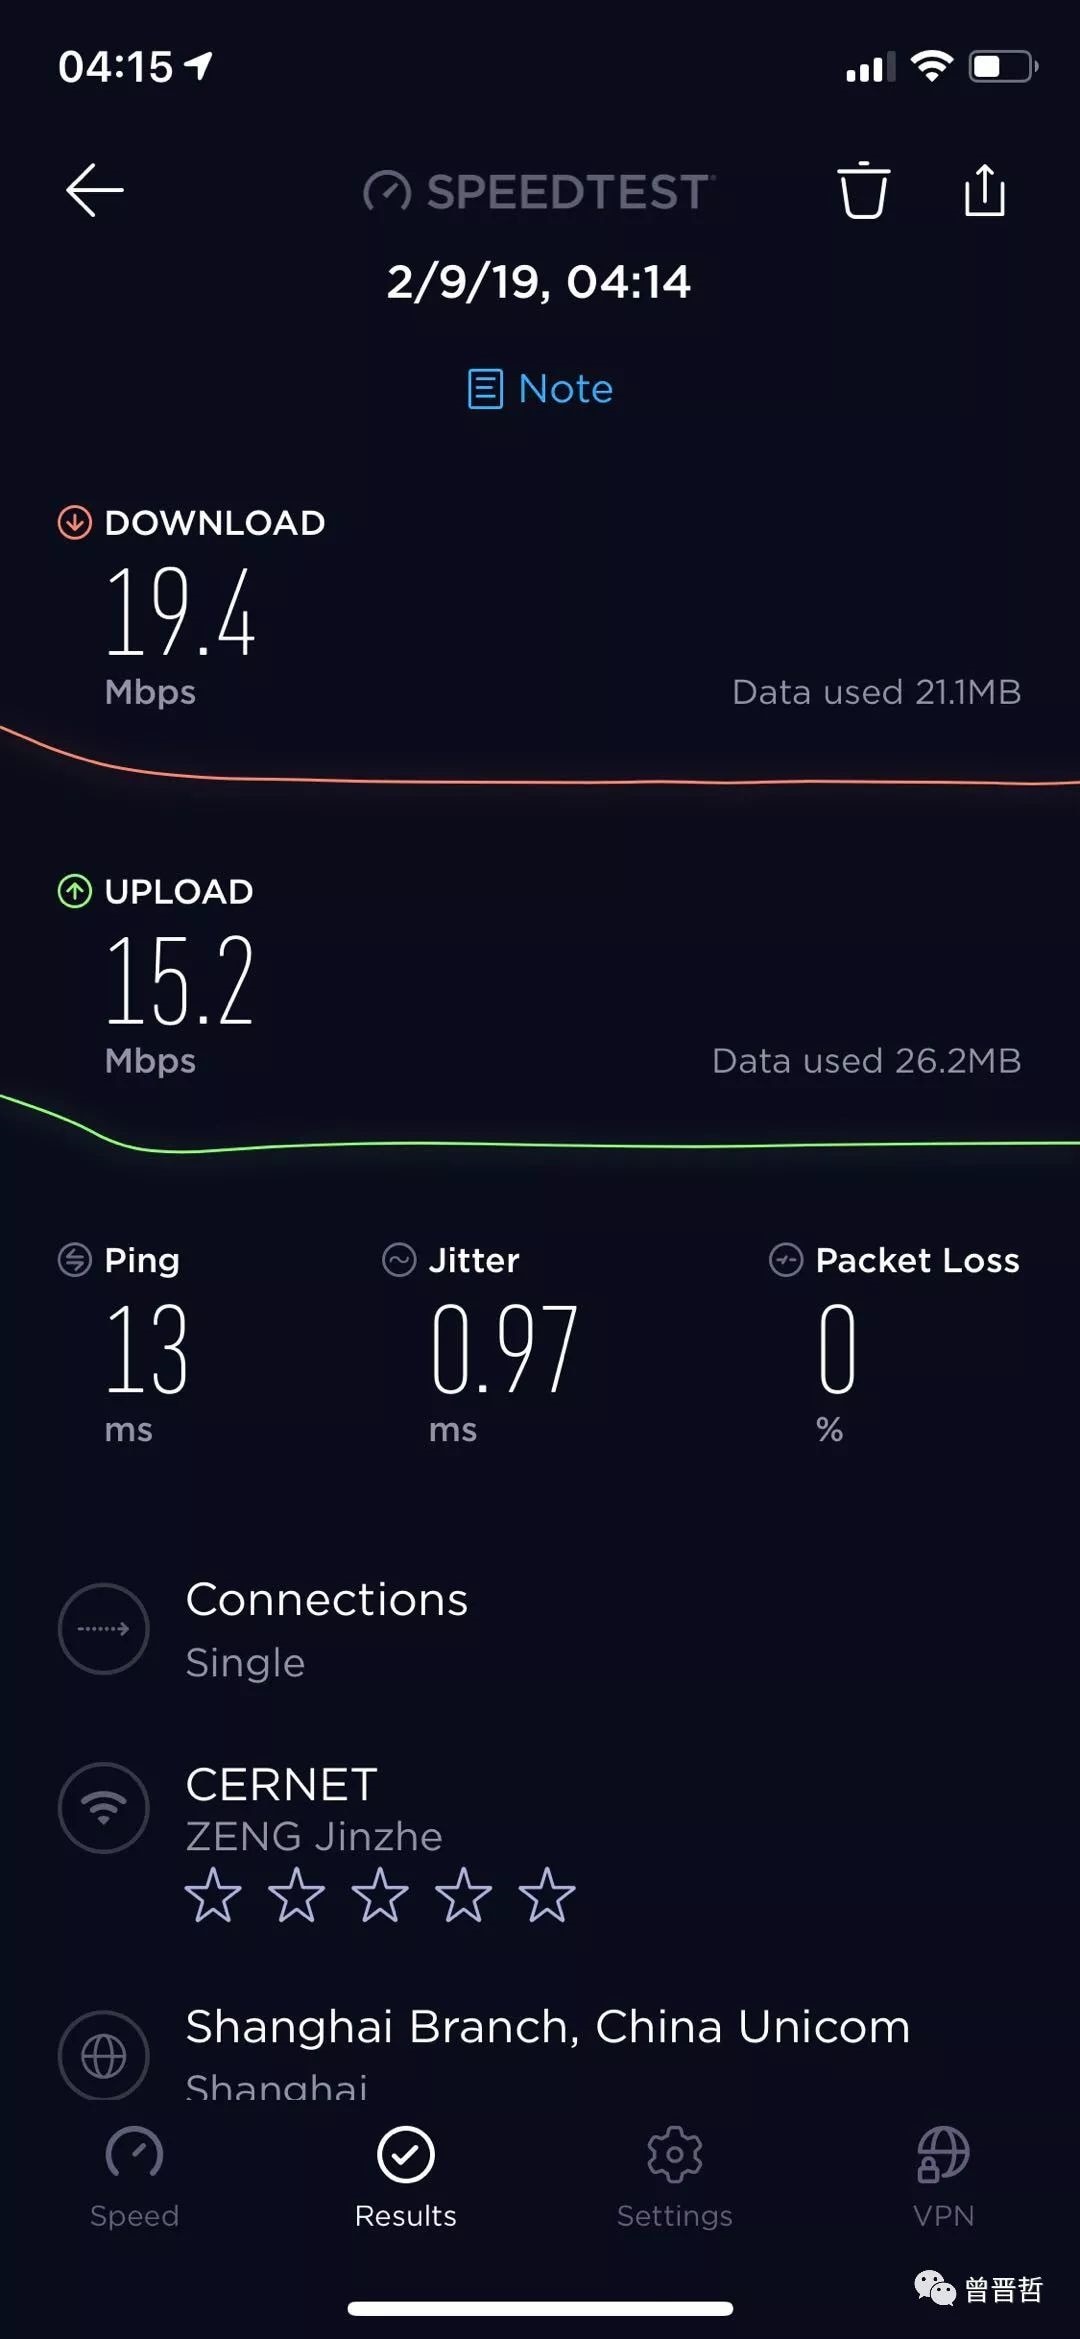 04:15
SPEEDTEST
2/9/19, 04:14
Note
DOWNLOAD
19.4
Mbps
Data used 21.1MB
UPLOAD
15.2
Mbps
Data used 26.2MB
Ping
Jitter
Packet Loss
13
0.97
0
ms
ms
%
Connections
Single
CERNET
ZENG Jinzhe
Shanghai Branch, China Unicom
Shanghai
Speed
Results
Settings
VPN
曾晋哲